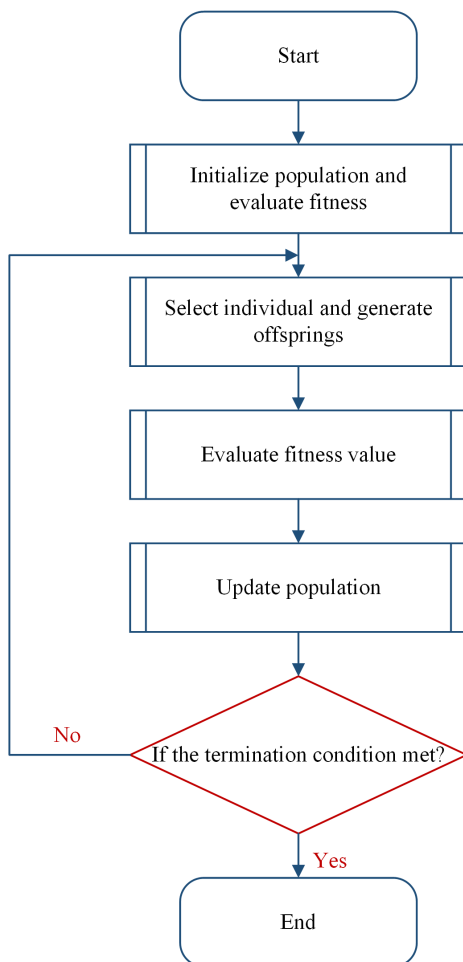 Start
Initialize population and
evaluate fitness
Select individual and generate
offsprings
Evaluate fitness value
Update population
If the termination condition met?
No
Yes
End